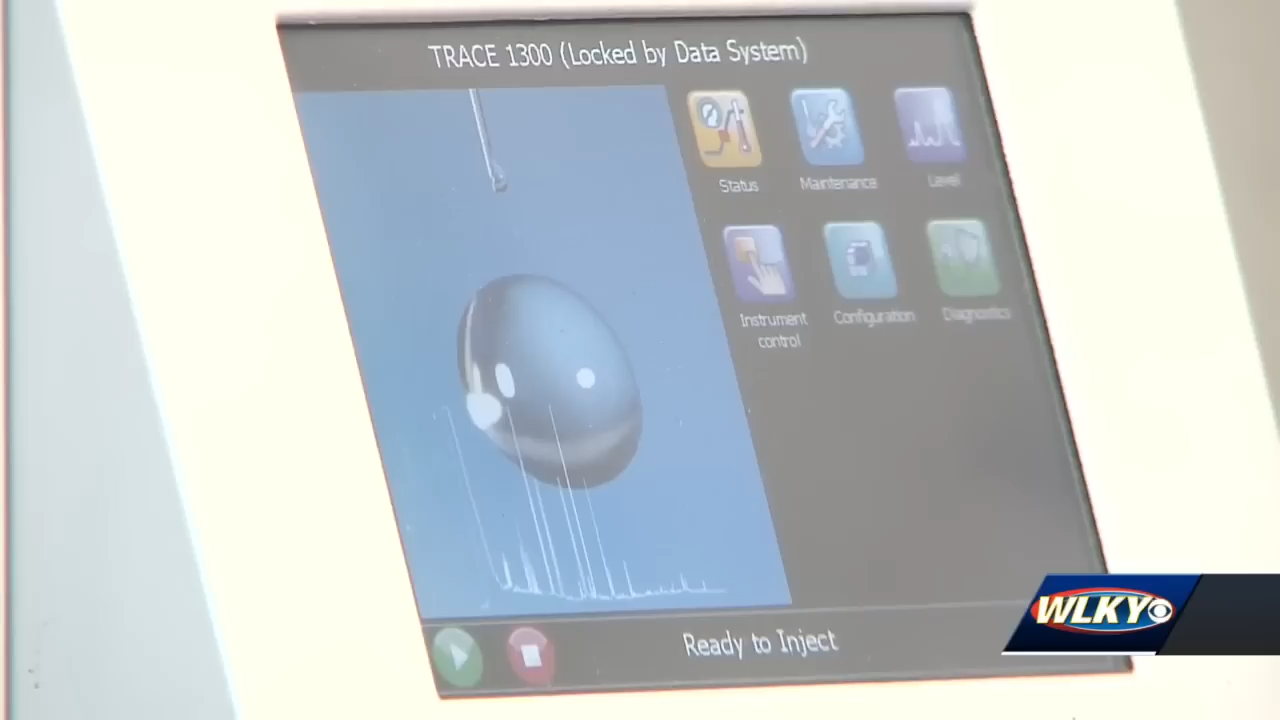 TRACE 1300 (Locked by Data System)
Status
Maintenance
Level
Instrument
control
Configuration
Diagnostics
Ready to Inject
WLKY